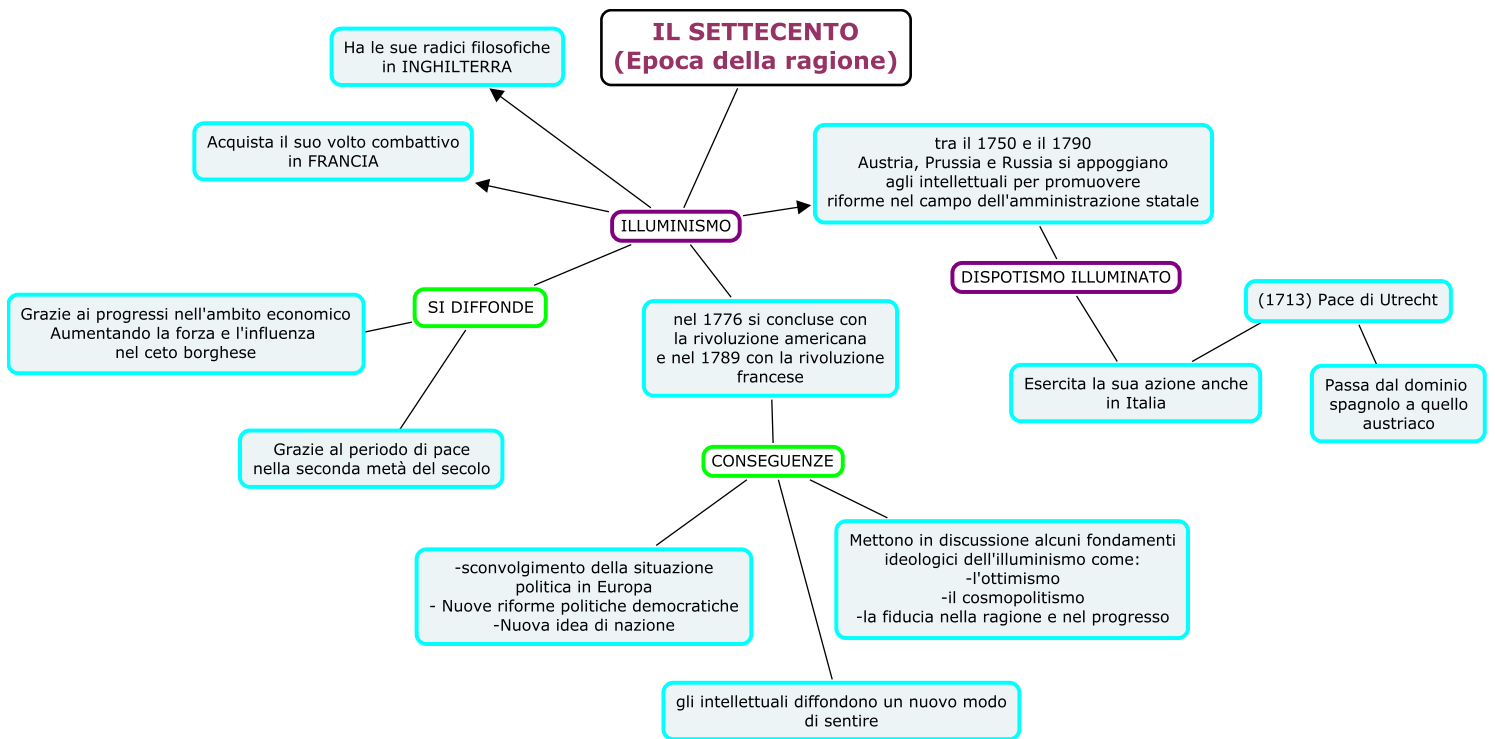 IL SETTECENTO
(Epoca della ragione)
Ha le sue radici filosofiche
in INGHILTERRA
Acquista il suo volto combattivo
in FRANCIA
tra il 1750 e il 1790
Austria, Prussia e Russia si appoggiano
agli intellettuali per promuovere
riforme nel campo dell'amministrazione statale
ILLUMINISMO
DISPOTISMO ILLUMINATO
SI DIFFONDE
(1713) Pace di Utrecht
Grazie ai progressi nell'ambito economico
Aumentando la forza e l'influenza
nel ceto borghese
nel 1776 si concluse con
la rivoluzione americana
e nel 1789 con la rivoluzione
francese
Esercita la sua azione anche
in Italia
Passa dal dominio
spagnolo a quello
austriaco
Grazie al periodo di pace
nella seconda metà del secolo
CONSEGUENZE
-sconvolgimento della situazione
politica in Europa
- Nuove riforme politiche democratiche
-Nuova idea di nazione
Mettono in discussione alcuni fondamenti
ideologici dell'illuminismo come:
-l'ottimismo
-il cosmopolitismo
-la fiducia nella ragione e nel progresso
gli intellettuali diffondono un nuovo modo
di sentire